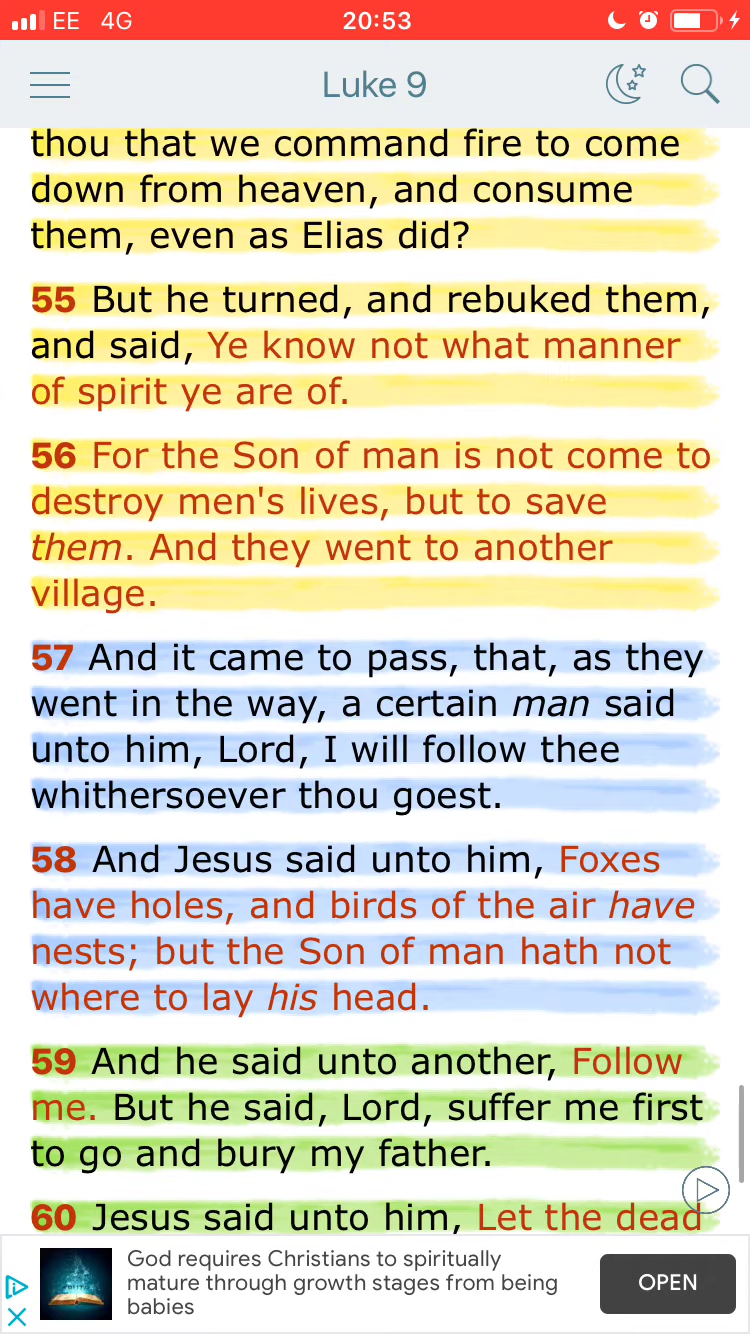 EE 4G 20:53
Luke 9
thou that we command fire to come
down from heaven, and consume
them, even as Elias did?
55 But he turned, and rebuked them,
and said, Ye know not what manner
of spirit ye are of.
56 For the Son of man is not come to
destroy men's lives, but to save
them. And they went to another
village.
57 And it came to pass, that, as they
went in the way, a certain man said
unto him, Lord, I will follow thee
whithersoever thou goest.
58 And Jesus said unto him, Foxes
have holes, and birds of the air have
nests; but the Son of man hath not
where to lay his head.
59 And he said unto another, Follow
me. But he said, Lord, suffer me first
to go and bury my father.
60 Jesus said unto him, Let the dead
God requires Christians to spiritually
mature through growth stages from being
babies
OPEN